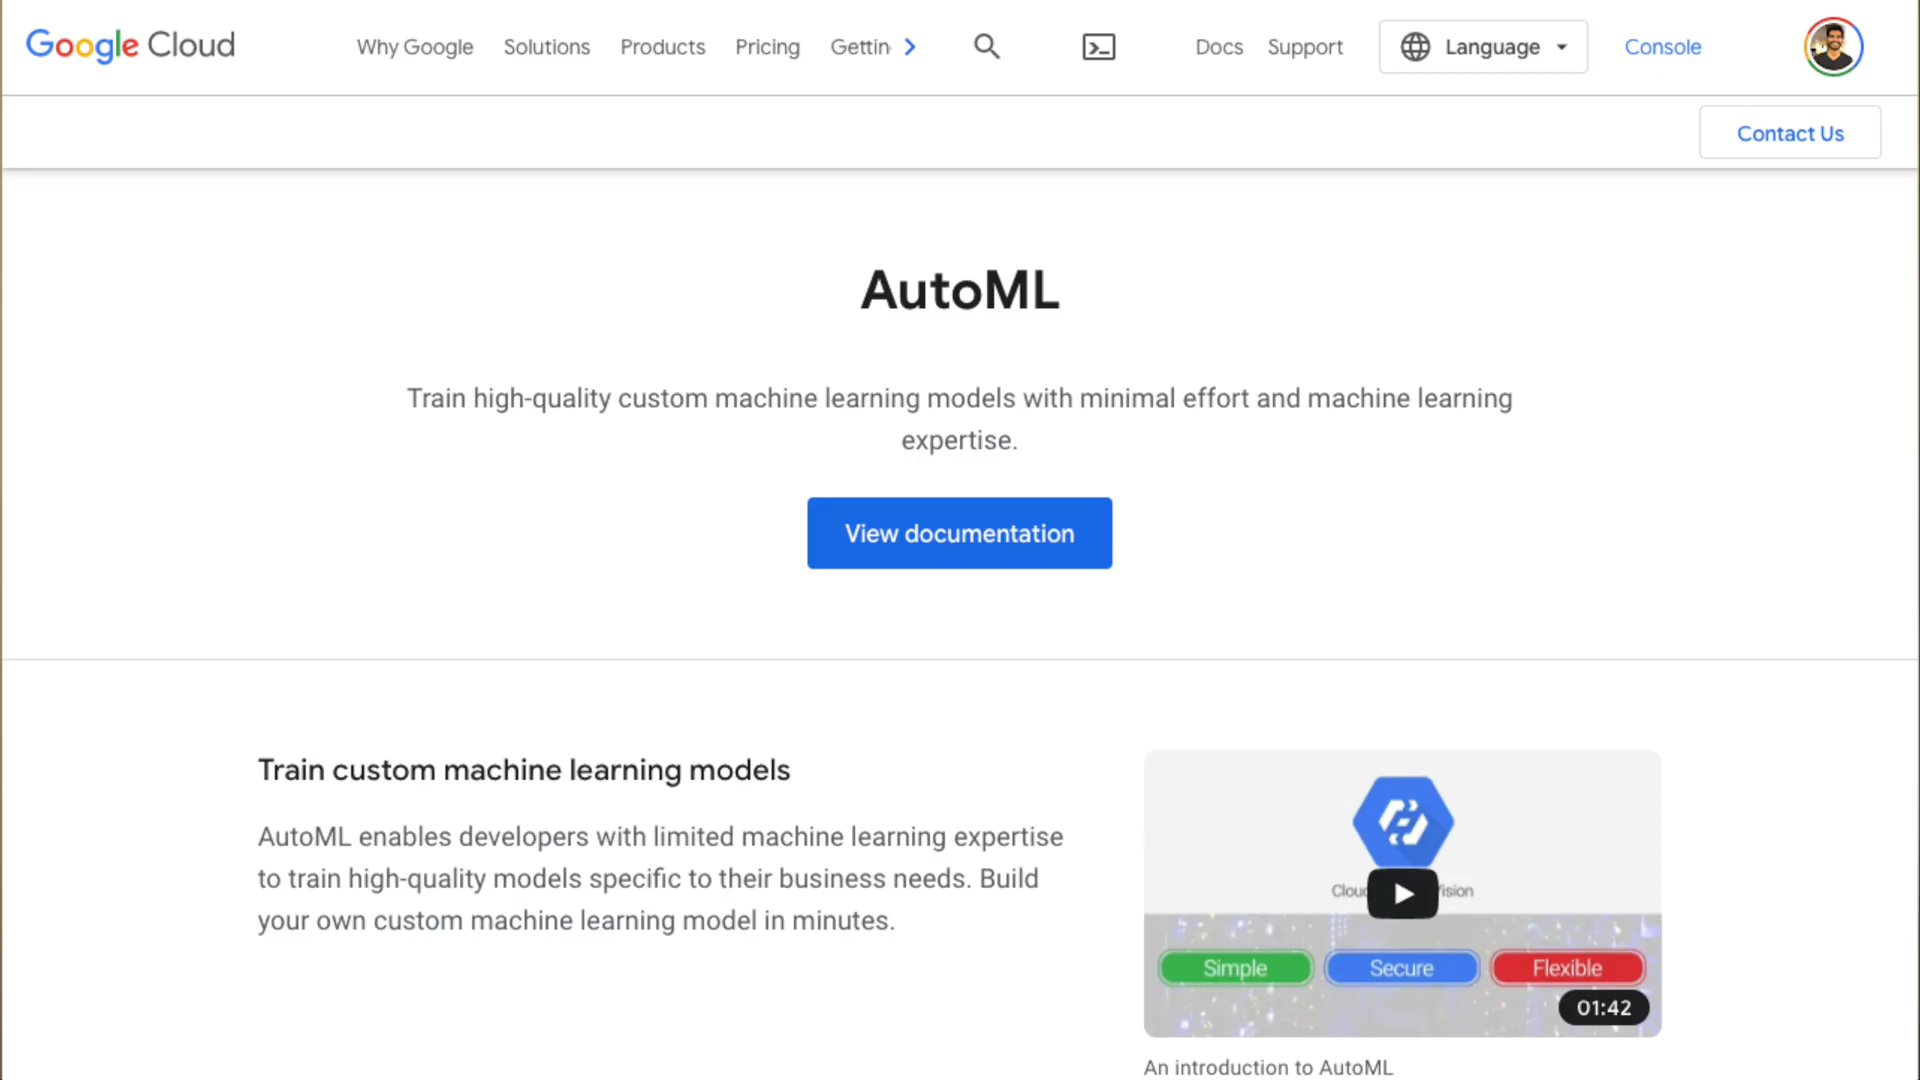 Google Cloud
Why Google
Solutions
Products
Pricing
Gettin
Docs
Support
Language
Console
Contact Us
AutoML
Train high-quality custom machine learning models with minimal effort and machine learning
expertise.
View documentation
Train custom machine learning models
AutoML enables developers with limited machine learning expertise
to train high-quality models specific to their business needs. Build
your own custom machine learning model in minutes.
Simple
Secure
Flexible
01:42
An introduction to AutoML